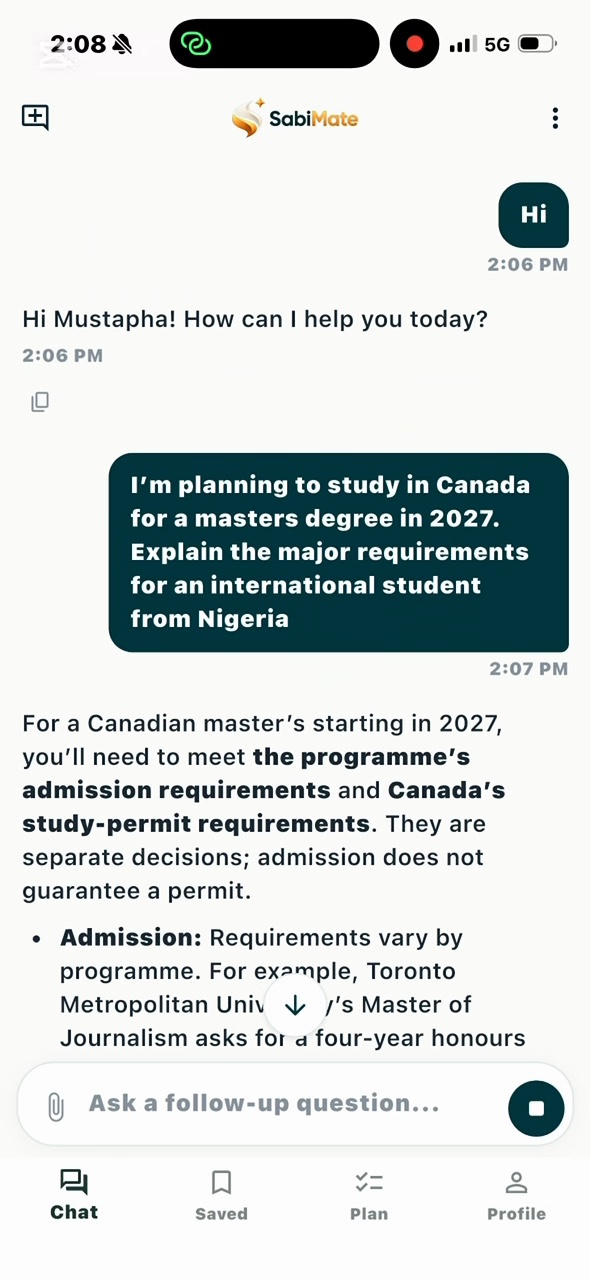 2:08
5G
SabiMate
Hi
2:06 PM
Hi Mustapha! How can I help you today?
2:06 PM
I'm planning to study in Canada
for a masters degree in 2027.
Explain the major requirements
for an international student
from Nigeria
2:07 PM
For a Canadian master's starting in 2027,
you'll need to meet the programme's
admission requirements and Canada's
study-permit requirements. They are
separate decisions; admission does not
guarantee a permit.
• Admission: Requirements vary by
programme. For example, Toronto
Metropolitan Univ y's Master of
Journalism asks for a four-year honours
Ask a follow-up question...
Chat
Saved
Plan
Profile